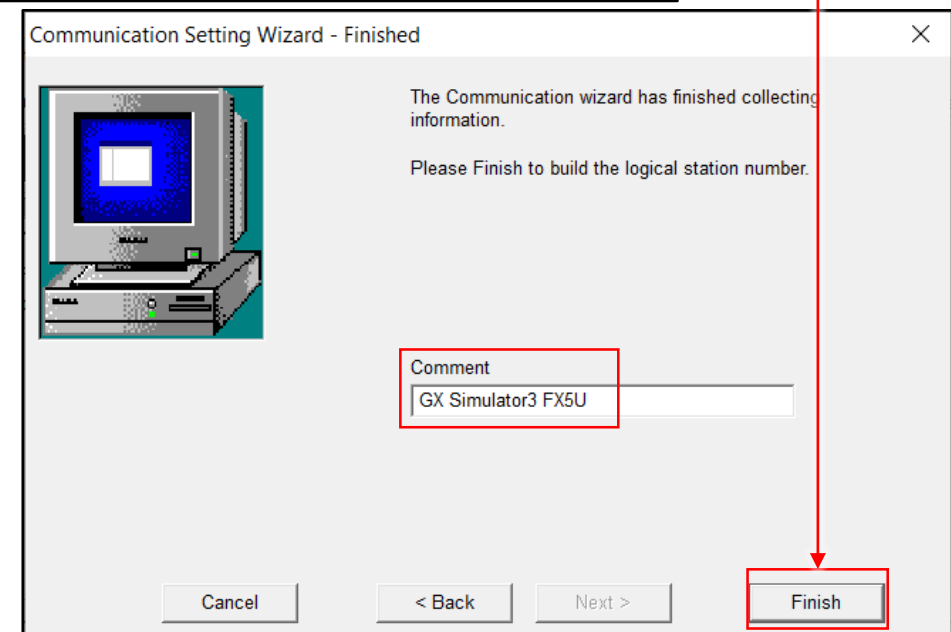 Communication Setting Wizard - Finished
The Communication wizard has finished collecting
information.
Please Finish to build the logical station number.
Comment
GX Simulator3 FX5U
Cancel
< Back
Next >
Finish